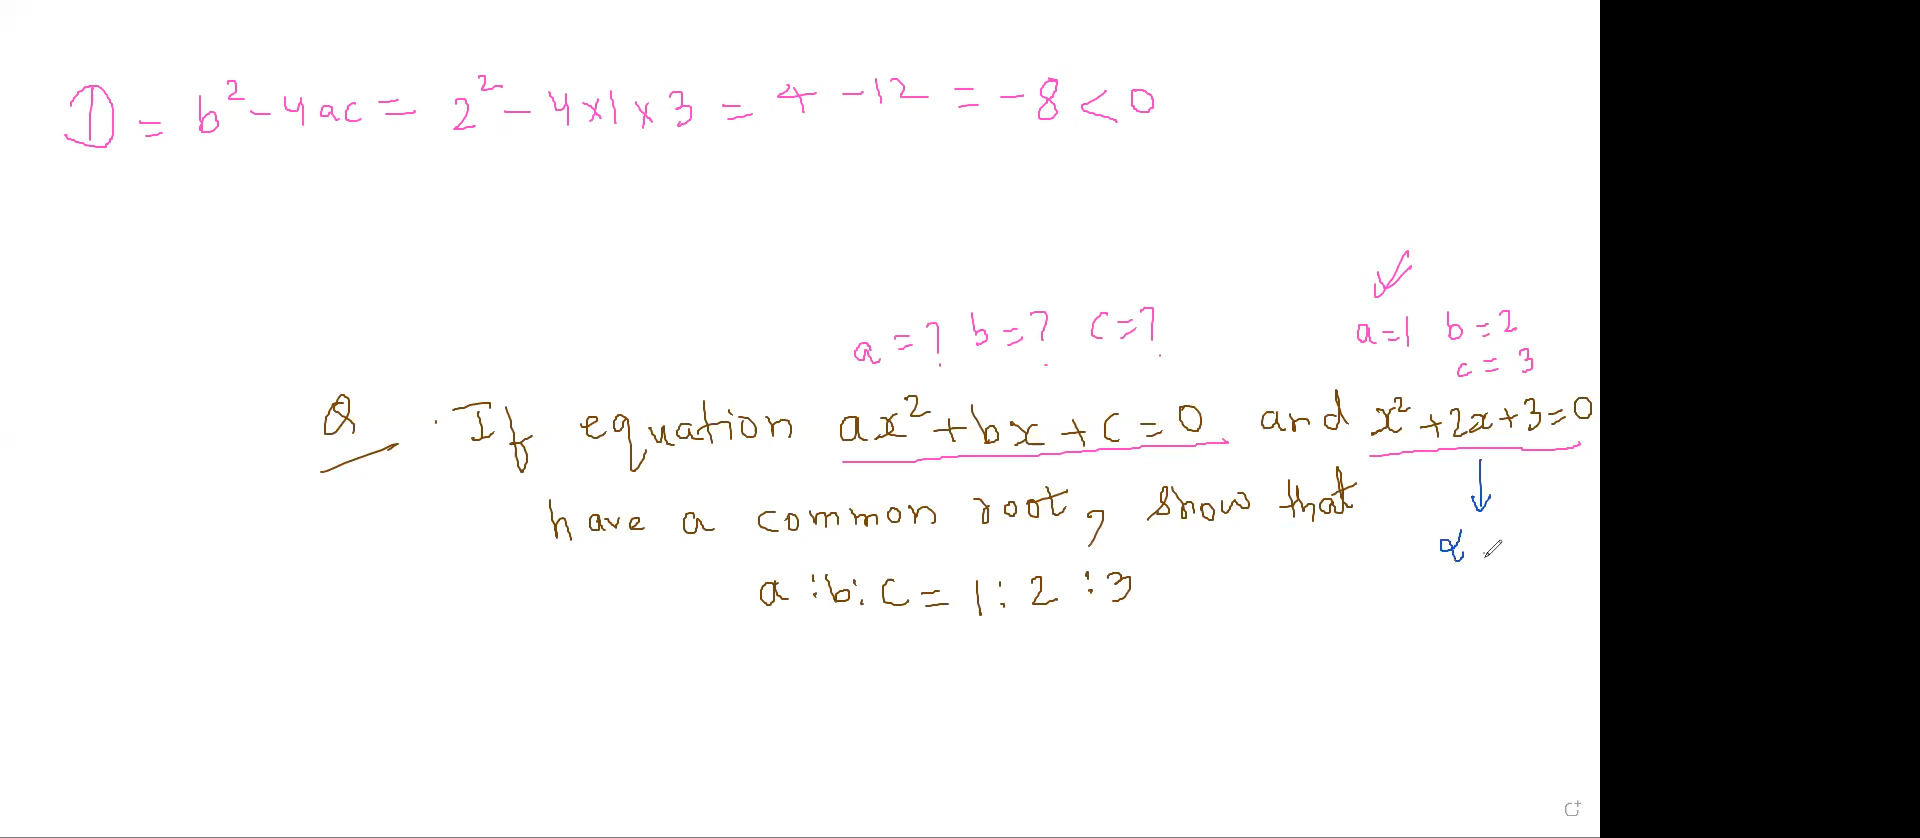 D = b² - 4ac = 2² - 4×1×3 = 4 - 12 = -8 < 0
a = ? b = ? c = ? a=1 b=2
c = 3
Q . If equation ax² + bx + c = 0 and x² + 2x + 3 = 0
have a common root, show that
α
a : b : c = 1 : 2 : 3